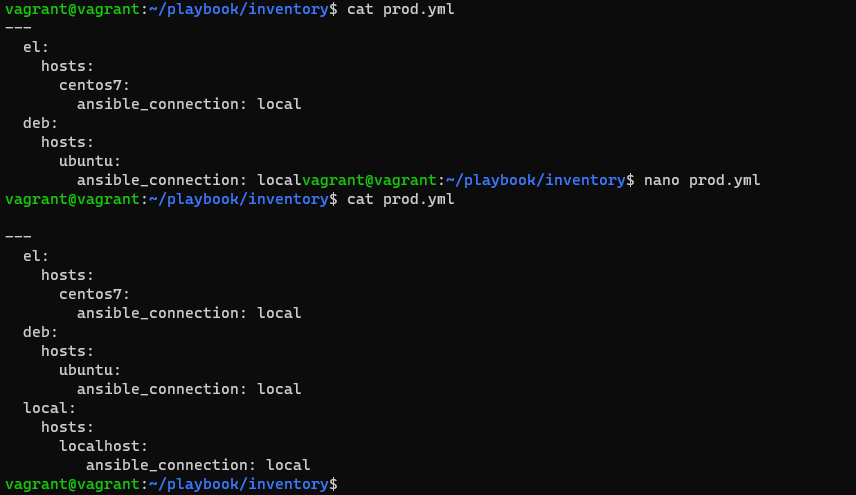 vagrant@vagrant:~/playbook/inventory$ cat prod.yml
---
  el:
    hosts:
      centos7:
        ansible_connection: local
  deb:
    hosts:
      ubuntu:
        ansible_connection: localvagrant@vagrant:~/playbook/inventory$ nano prod.yml
vagrant@vagrant:~/playbook/inventory$ cat prod.yml

---
  el:
    hosts:
      centos7:
        ansible_connection: local
  deb:
    hosts:
      ubuntu:
        ansible_connection: local
  local:
    hosts:
      localhost:
         ansible_connection: local
vagrant@vagrant:~/playbook/inventory$